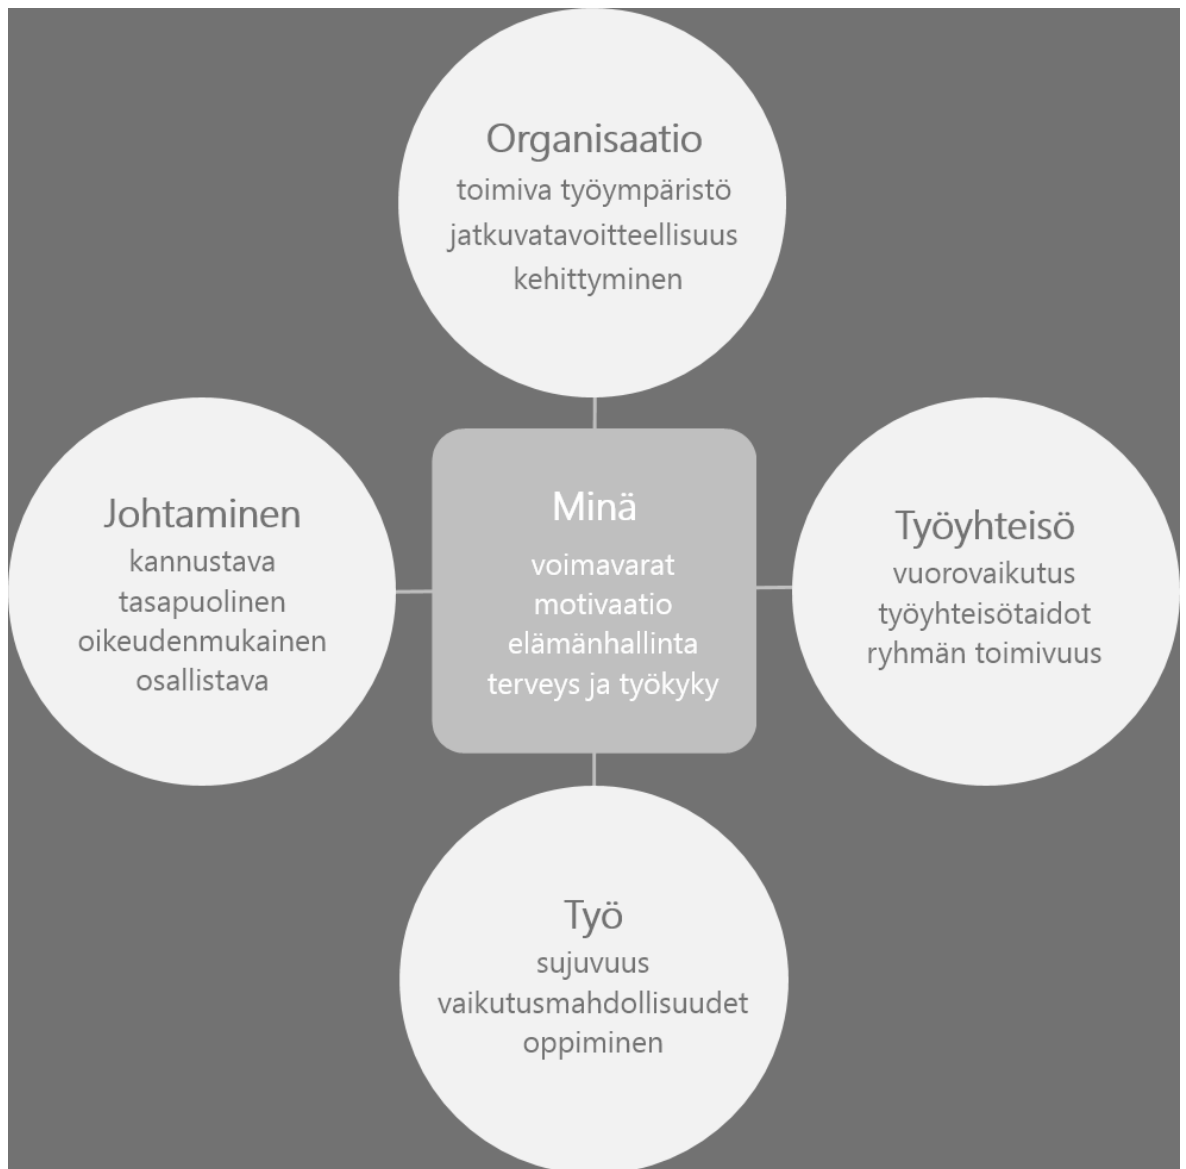 Organisaatio
toimiva työympäristö
jatkuvatavoitteellisuus
kehittyminen
Johtaminen
kannustava
tasapuolinen
oikeudenmukainen
osallistava
Minä
voimavarat
motivaatio
elämänhallinta
terveys ja työkyky
Työyhteisö
vuorovaikutus
työyhteisötaidot
ryhmän toimivuus
Työ
sujuvuus
vaikutusmahdollisuudet
oppiminen